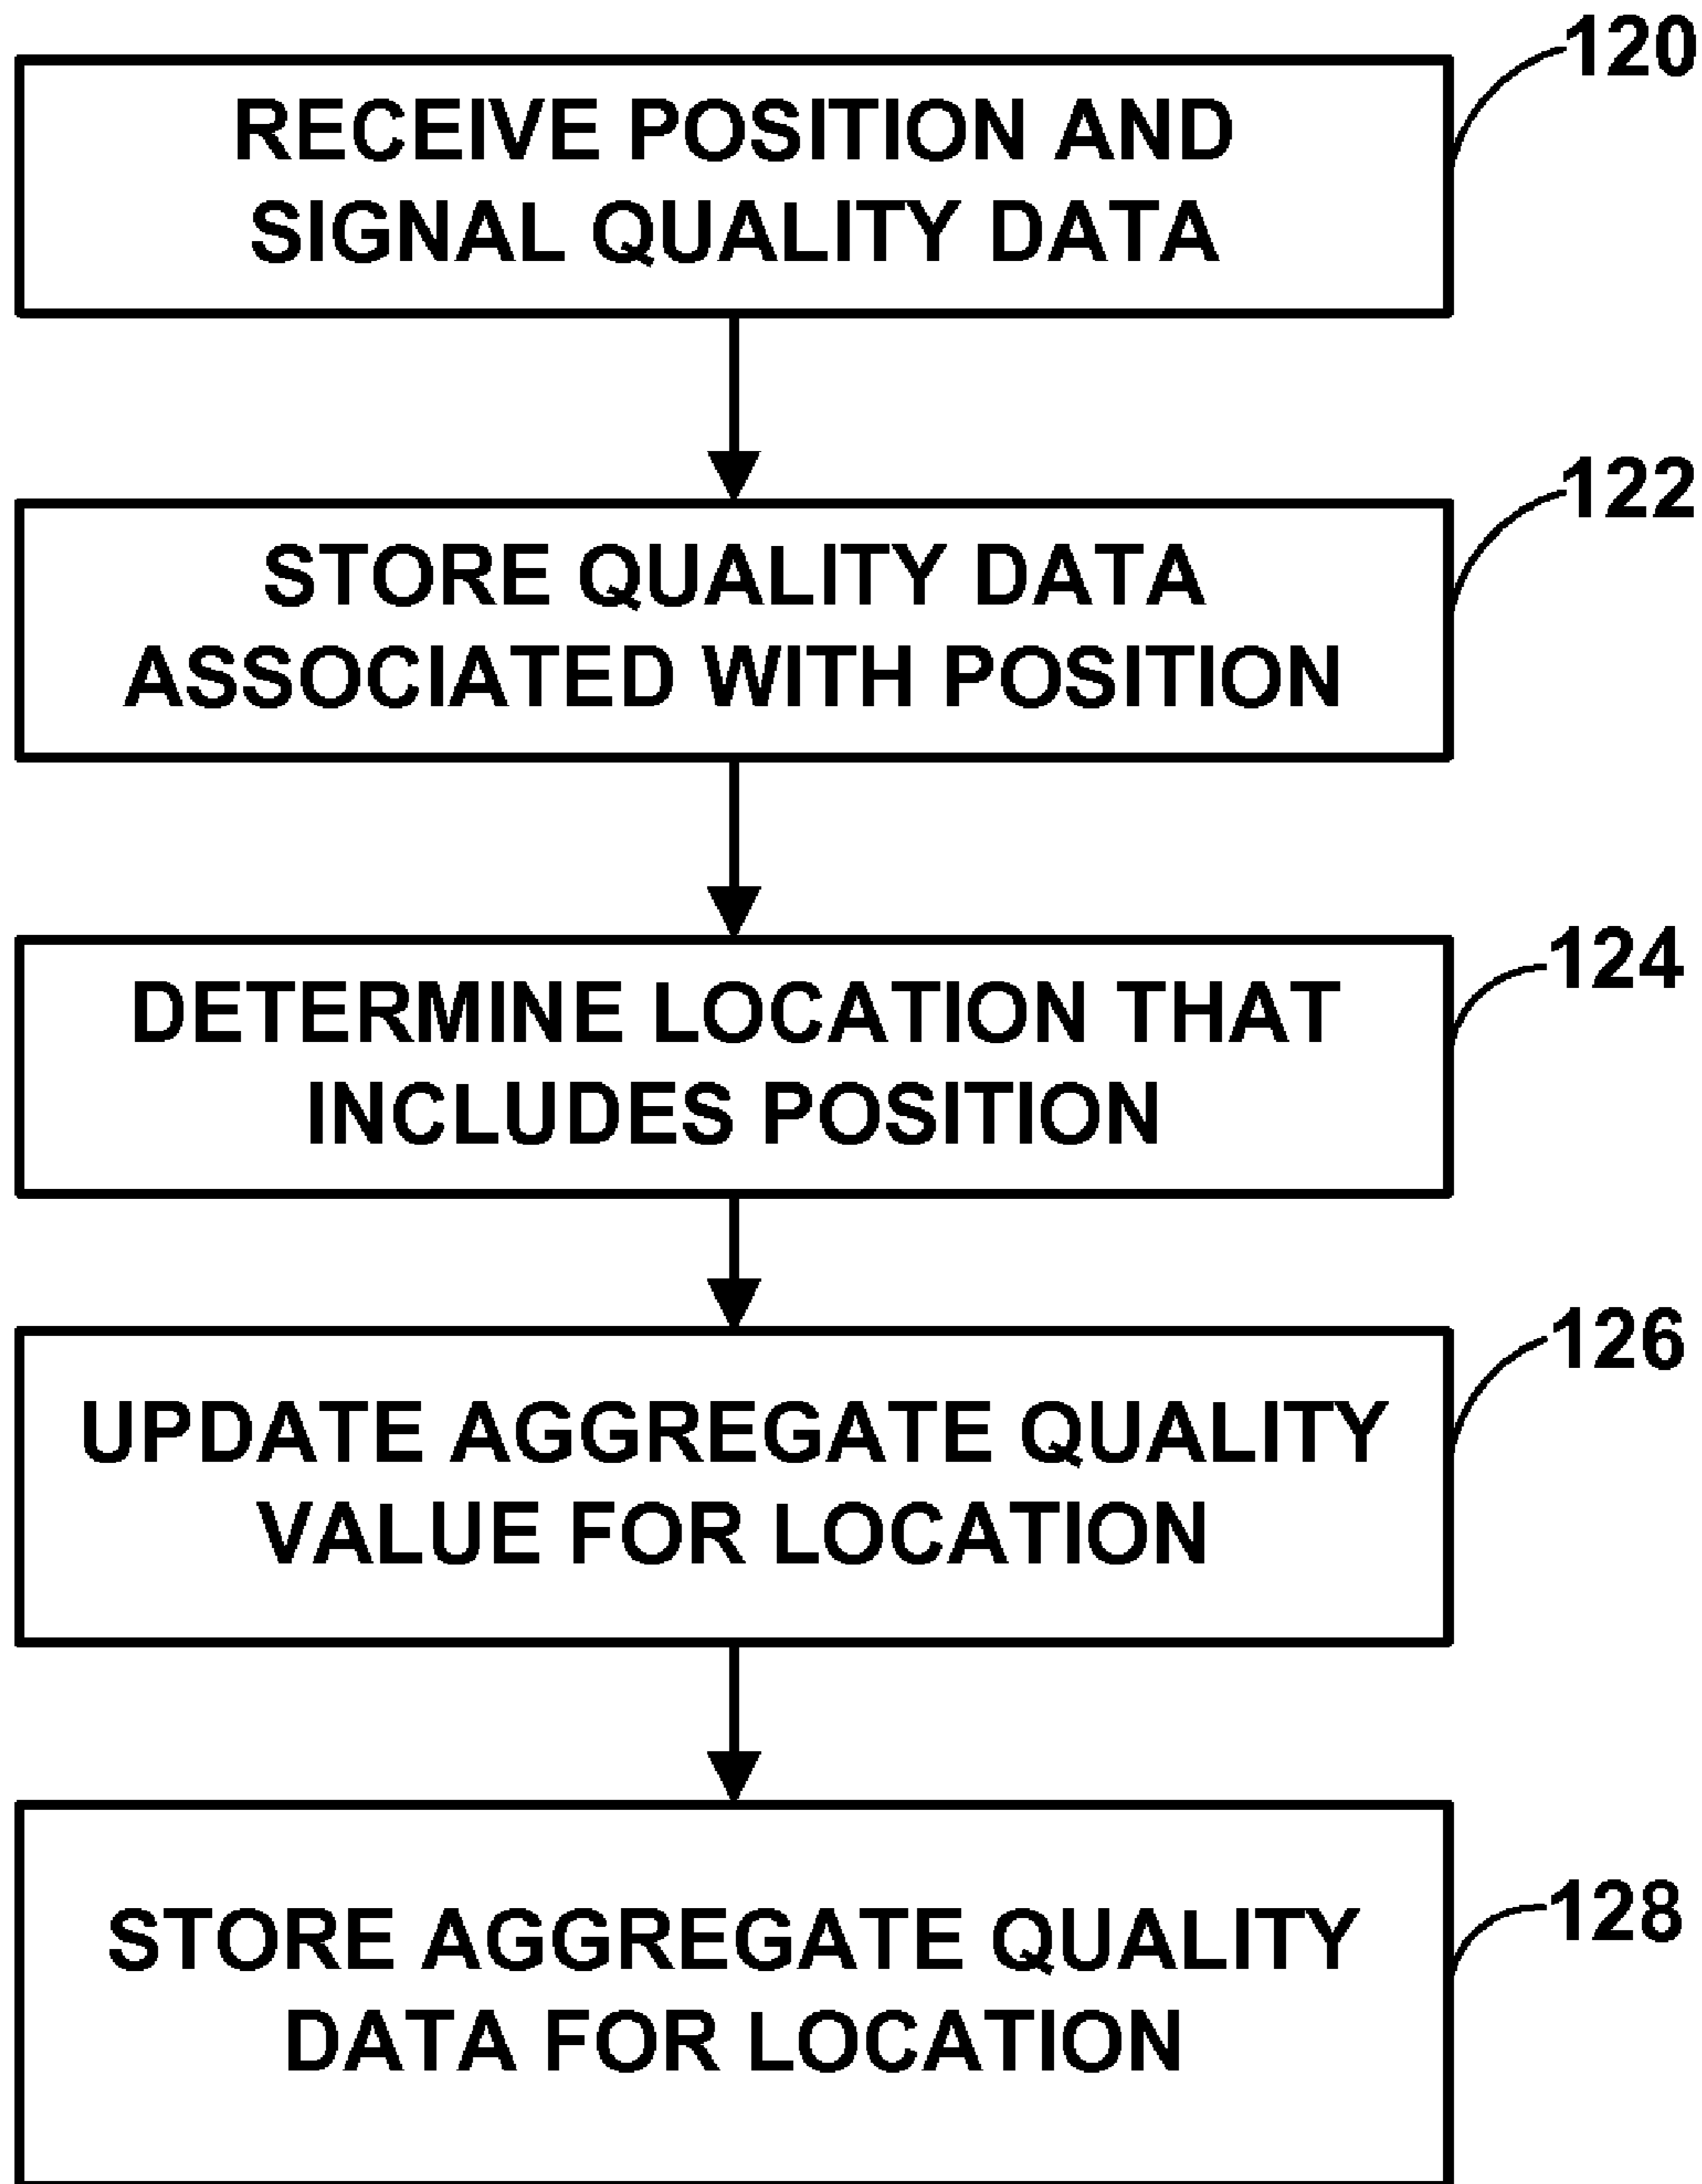 120
RECEIVE POSITION AND
SIGNAL QUALITY DATA
122
STORE QUALITY DATA
ASSOCIATED WITH POSITION
124
DETERMINE LOCATION THAT
INCLUDES POSITION
126
UPDATE AGGREGATE QUALITY
VALUE FOR LOCATION
128
STORE AGGREGATE QUALITY
DATA FOR LOCATION